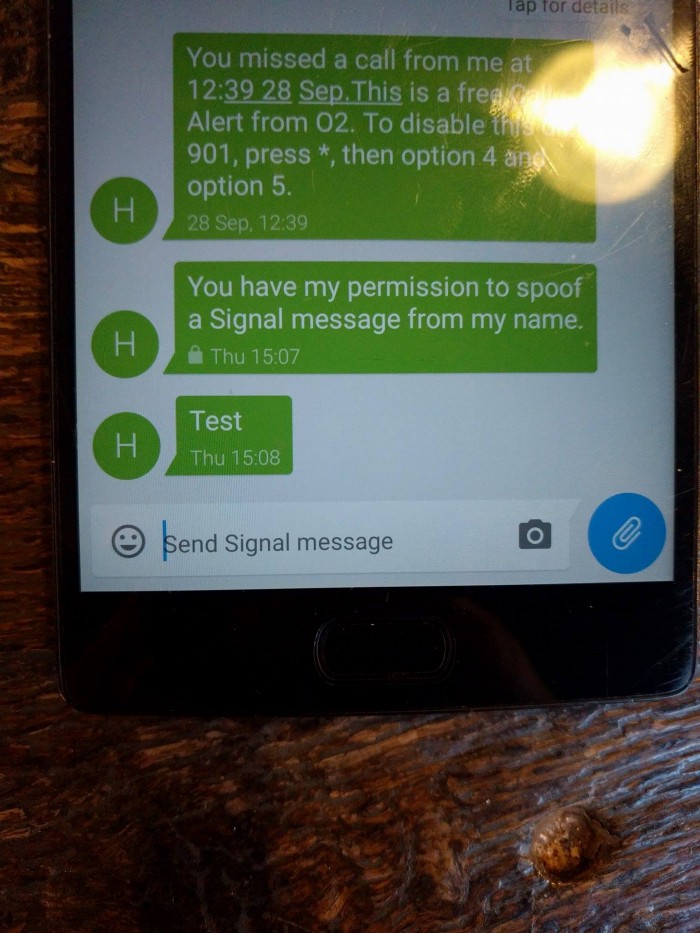 Tap for details
You missed a call from me at
12:39 28 Sep.This is a free Call
Alert from O2. To disable this
901, press *, then option 4 and
option 5.
H
28 Sep, 12:39
You have my permission to spoof
a Signal message from my name.
H
Thu 15:07
Test
H
Thu 15:08
Send Signal message